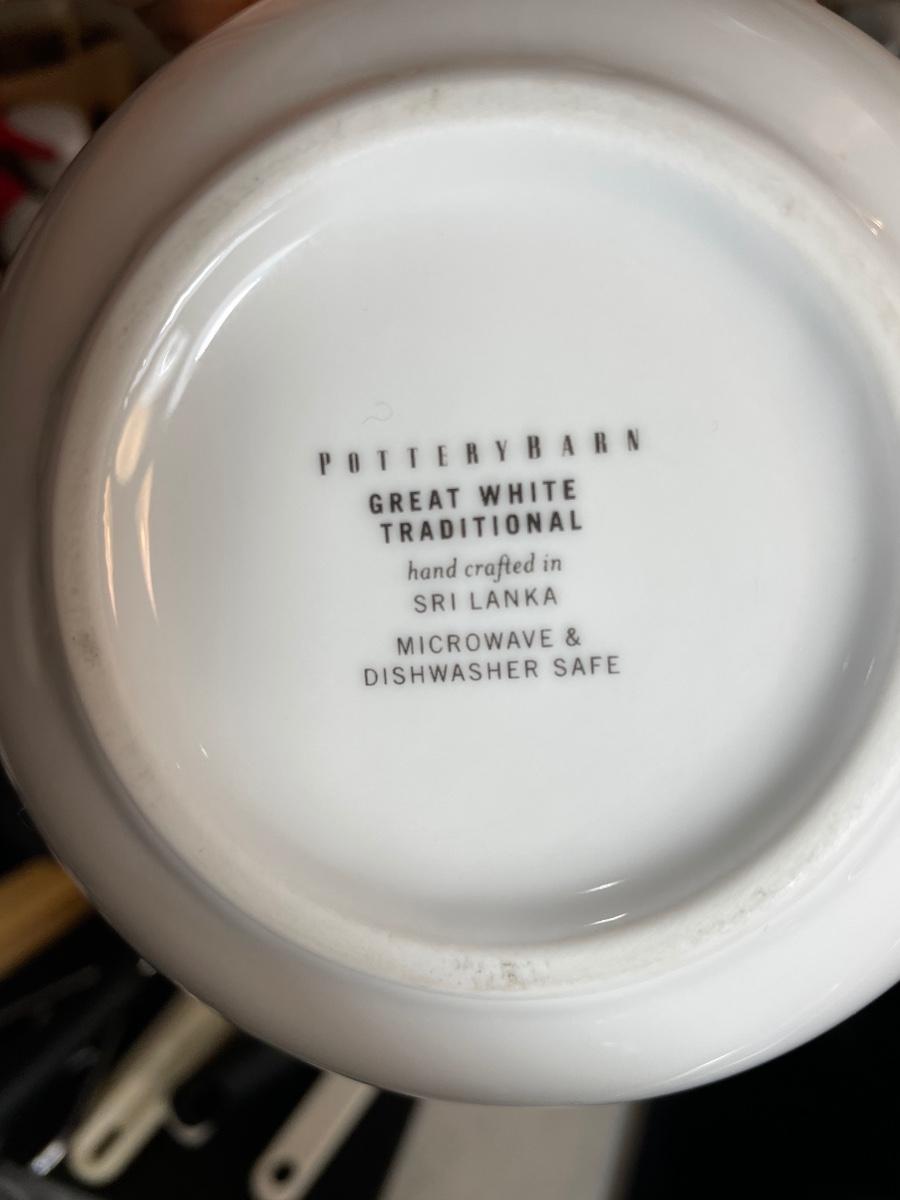 POTTERYBARN
GREAT WHITE
TRADITIONAL
hand crafted in
SRI LANKA
MICROWAVE &
DISHWASHER SAFE